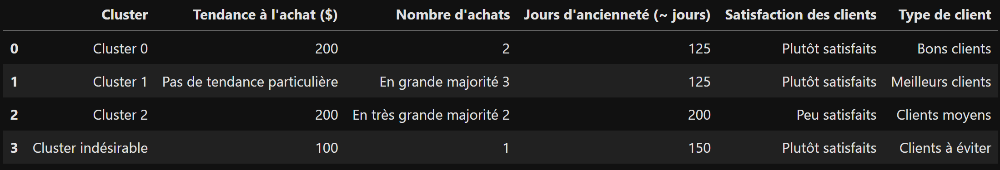 Cluster Tendance à l'achat ($) Nombre d'achats Jours d'ancienneté (~ jours) Satisfaction des clients Type de client
0 Cluster 0 200 2 125 Plutôt satisfaits Bons clients
1 Cluster 1 Pas de tendance particulière En grande majorité 3 125 Plutôt satisfaits Meilleurs clients
2 Cluster 2 200 En très grande majorité 2 200 Peu satisfaits Clients moyens
3 Cluster indésirable 100 1 150 Plutôt satisfaits Clients à éviter